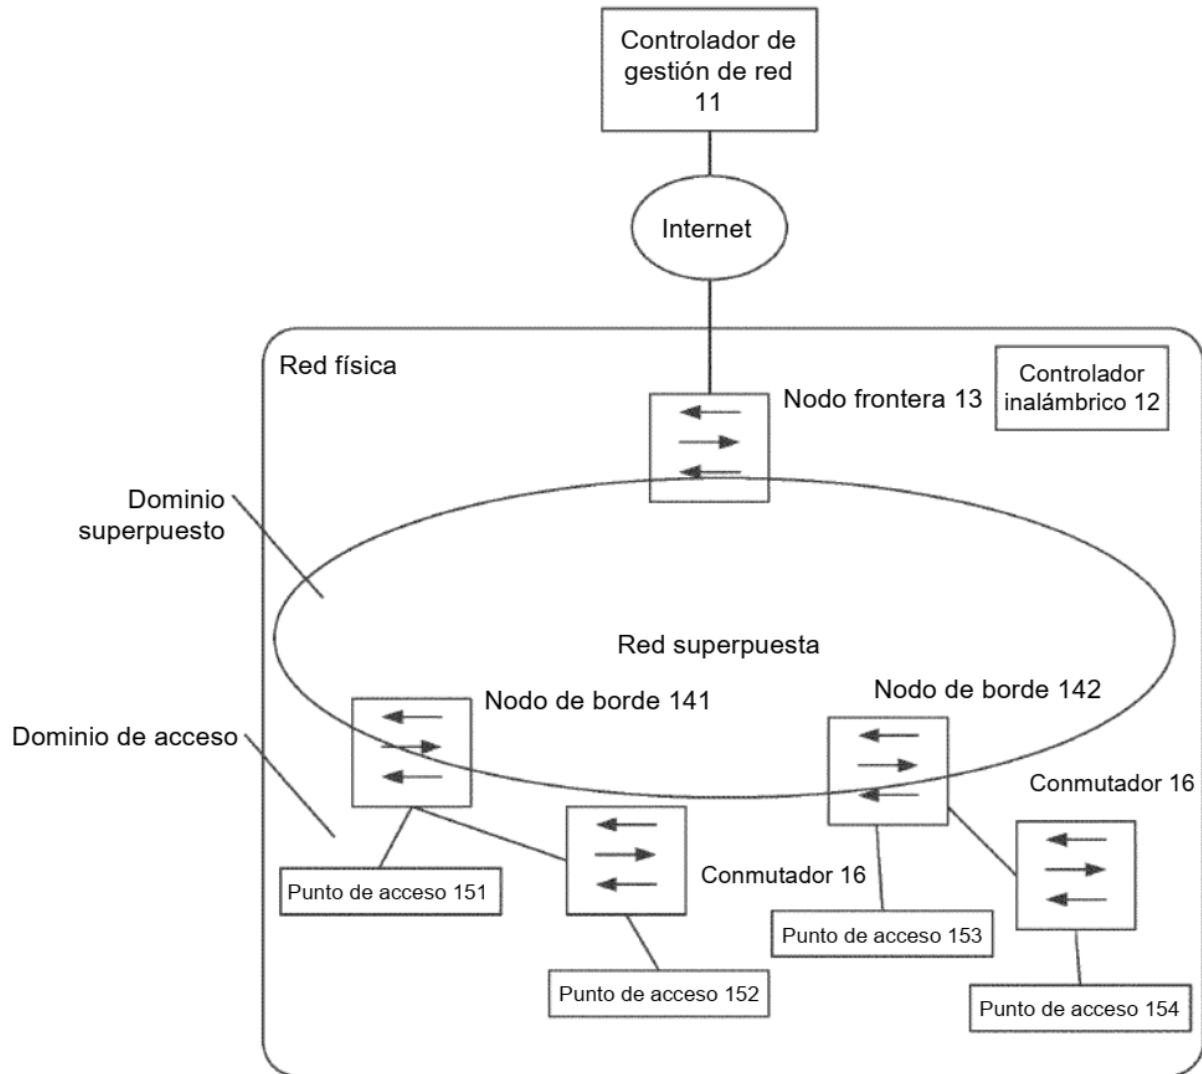 Controlador de
gestión de red
11
Internet
Red física
Controlador
inalámbrico 12
Nodo frontera 13
Dominio
superpuesto
Red superpuesta
Nodo de borde 141
Nodo de borde 142
Dominio de acceso
Conmutador 16
Punto de acceso 151
Conmutador 16
Punto de acceso 153
Punto de acceso 152
Punto de acceso 154